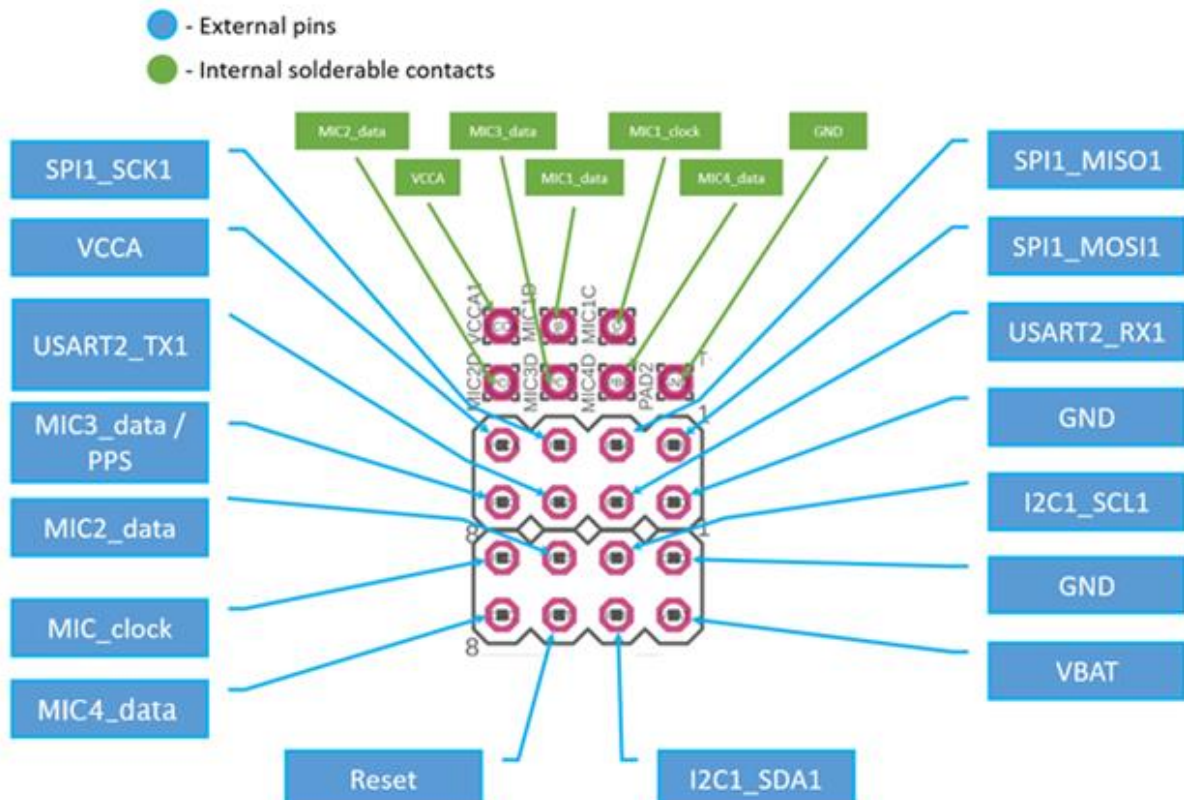 - External pins
- Internal solderable contacts
MIC2_data
MIC3_data
MIC1_clock
GND
VCCA
MIC1_data
MIC4_data
SPI1_SCK1
VCCA
USART2_TX1
MIC3_data /
PPS
MIC2_data
MIC_clock
MIC4_data
SPI1_MISO1
SPI1_MOSI1
USART2_RX1
GND
I2C1_SCL1
GND
VBAT
VCCA1
MIC1D
MIC1C
MIC2D
MIC3D
MIC4D
PAD2
1
8
1
8
Reset
I2C1_SDA1